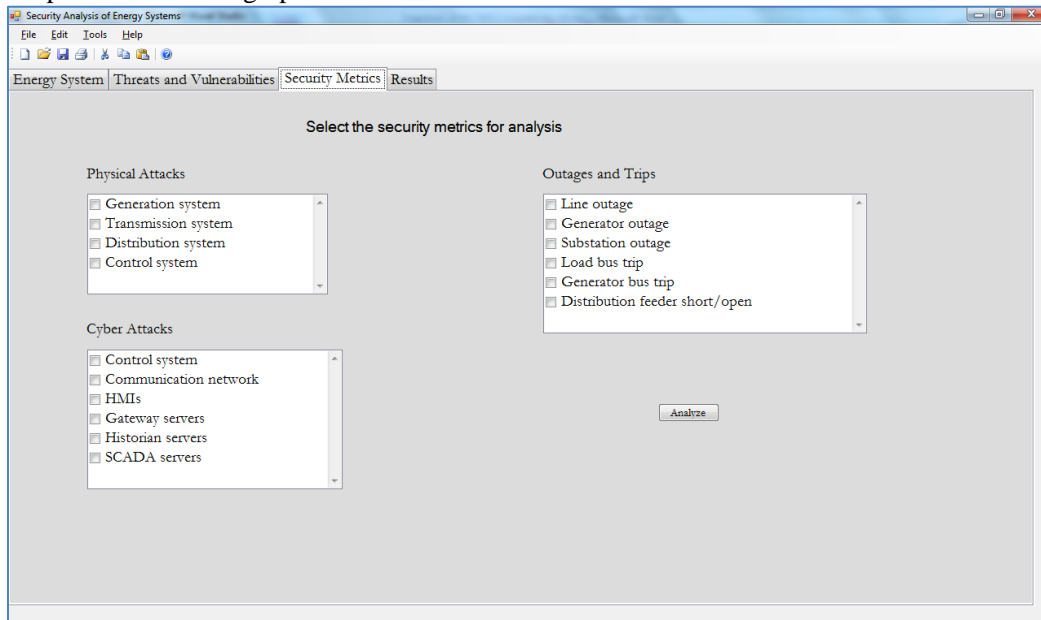 Security Analysis of Energy Systems
File Edit Tools Help
Energy System Threats and Vulnerabilities Security Metrics Results
Select the security metrics for analysis
Physical Attacks
Generation system
Transmission system
Distribution system
Control system
Cyber Attacks
Control system
Communication network
HMIs
Gateway servers
Historian servers
SCADA servers
Outages and Trips
Line outage
Generator outage
Substation outage
Load bus trip
Generator bus trip
Distribution feeder short/open
Analyze